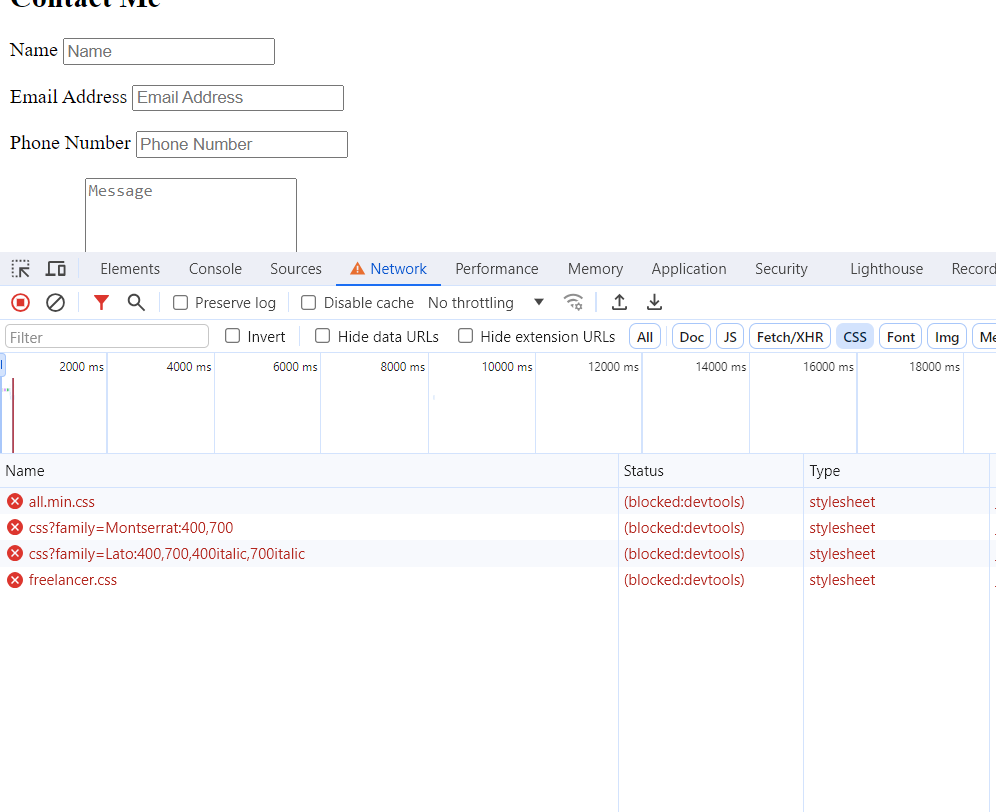 Contact Me
Name Name
Email Address Email Address
Phone Number Phone Number
Message
Elements Console Sources Network Performance Memory Application Security Lighthouse Record
Preserve log Disable cache No throttling
Filter Invert Hide data URLs Hide extension URLs All Doc JS Fetch/XHR CSS Font Img Me
2000 ms 4000 ms 6000 ms 8000 ms 10000 ms 12000 ms 14000 ms 16000 ms 18000 ms
Name Status Type
all.min.css (blocked:devtools) stylesheet
css?family=Montserrat:400,700 (blocked:devtools) stylesheet
css?family=Lato:400,700,400italic,700italic (blocked:devtools) stylesheet
freelancer.css (blocked:devtools) stylesheet